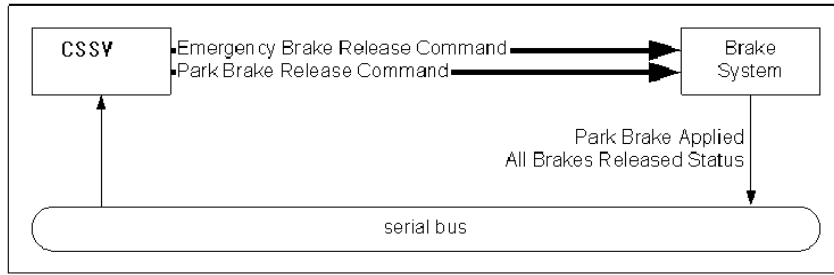 CSSV
Emergency Brake Release Command
Park Brake Release Command
Brake
System
Park Brake Applied
All Brakes Released Status
serial bus